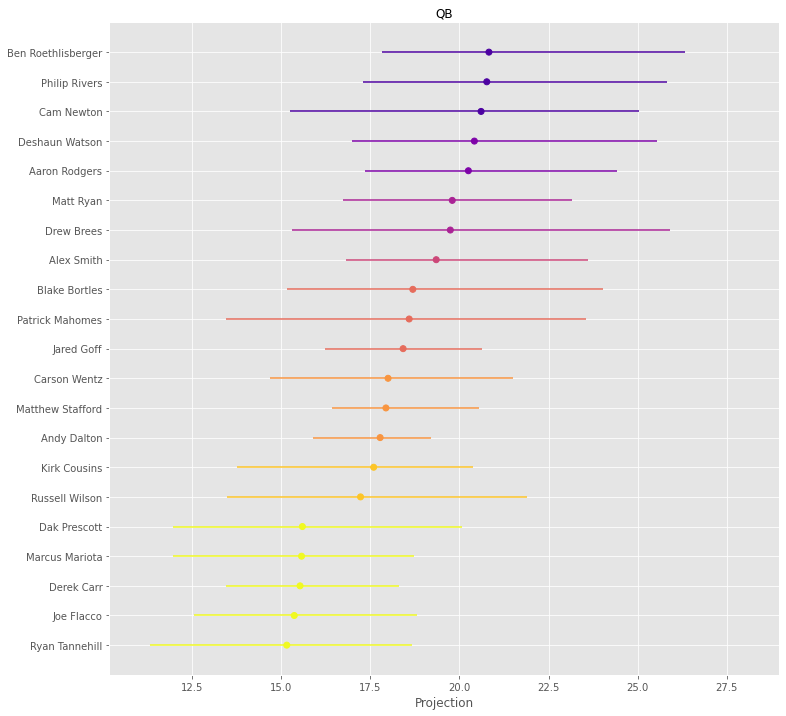 QB
Ben Roethlisberger
Philip Rivers
Cam Newton
Deshaun Watson
Aaron Rodgers
Matt Ryan
Drew Brees
Alex Smith
Blake Bortles
Patrick Mahomes
Jared Goff
Carson Wentz
Matthew Stafford
Andy Dalton
Kirk Cousins
Russell Wilson
Dak Prescott
Marcus Mariota
Derek Carr
Joe Flacco
Ryan Tannehill
12.5 15.0 17.5 20.0 22.5 25.0 27.5
Projection